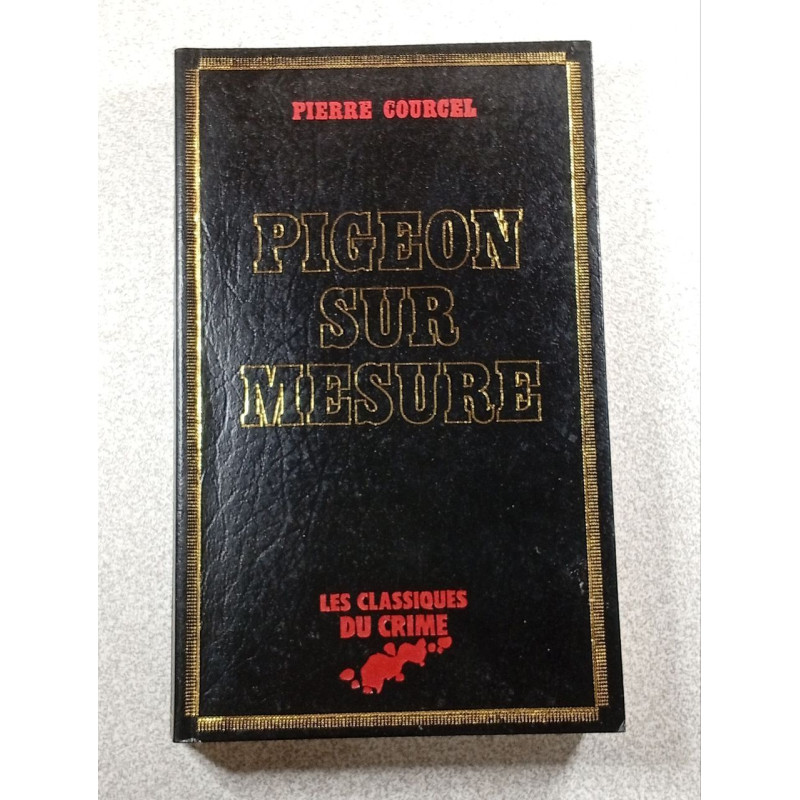 PIERRE COURCEL
PIGEON
SUR
MESURE
LES CLASSIQUES
DU CRIME